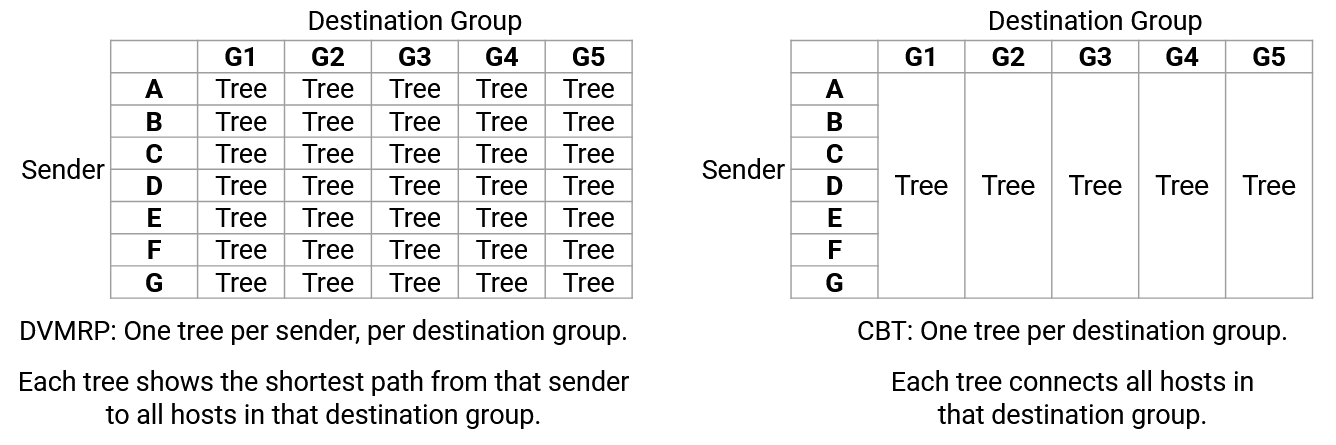 Destination Group
G1 G2 G3 G4 G5
A Tree Tree Tree Tree Tree
B Tree Tree Tree Tree Tree
C Tree Tree Tree Tree Tree
Sender
D Tree Tree Tree Tree Tree
E Tree Tree Tree Tree Tree
F Tree Tree Tree Tree Tree
G Tree Tree Tree Tree Tree
DVMRP: One tree per sender, per destination group.
Each tree shows the shortest path from that sender
to all hosts in that destination group.
Destination Group
G1 G2 G3 G4 G5
A
B
C
Sender
D Tree Tree Tree Tree Tree
E
F
G
CBT: One tree per destination group.
Each tree connects all hosts in
that destination group.